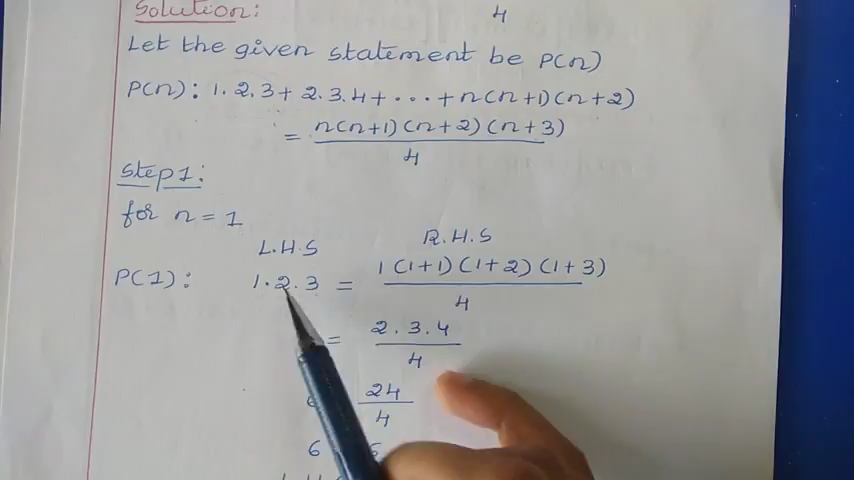 Solution: 4
Let the given statement be P(n)
P(n): 1.2.3 + 2.3.4 + ... + n(n+1)(n+2)
= n(n+1)(n+2)(n+3)
4
Step1:
for n = 1
L.H.S R.H.S
P(1): 1.2.3 = 1(1+1)(1+2)(1+3)
4
= 2.3.4
4
24
4
6